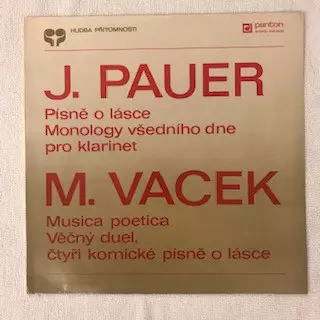 HUDBA PŘÍTOMNOSTI
panton
J. PAUER
Písně o lásce
Monology všedního dne
pro klarinet
M. VACEK
Musica poetica
Věčný duel,
čtyři komické písně o lásce